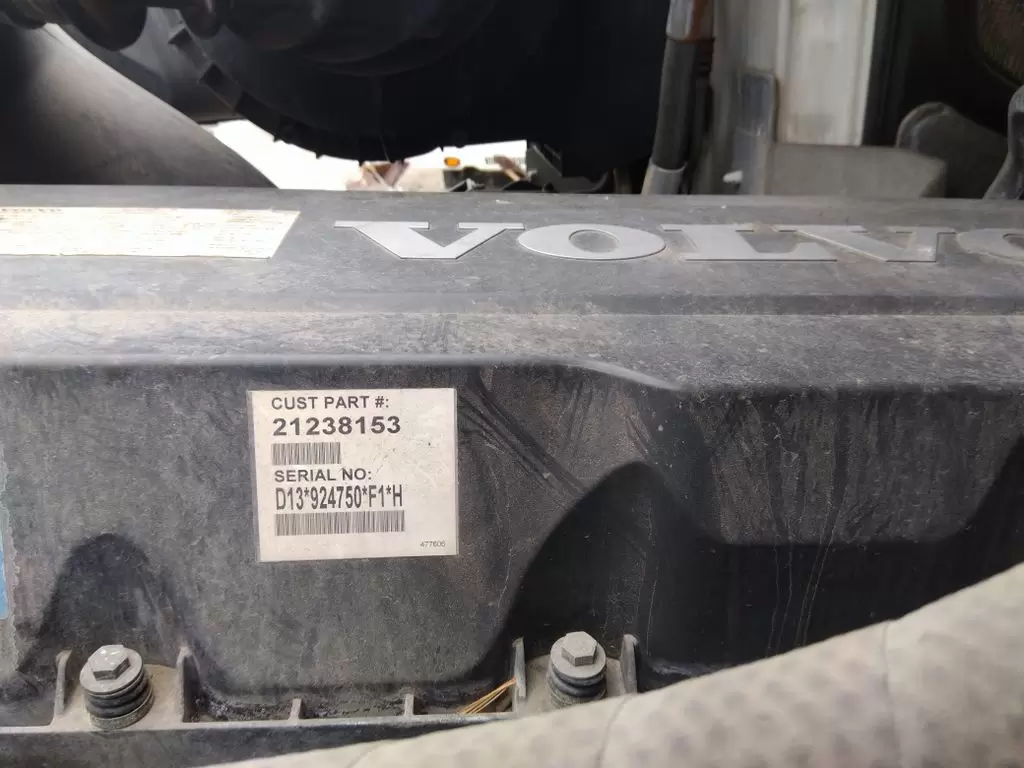 VOLVO
CUST PART #:
21238153
SERIAL NO:
D13*924750*F1*H
477606